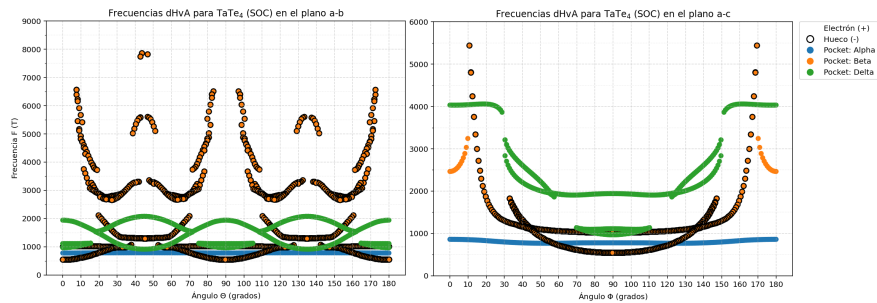 Frecuencias dHvA para TaTe₄ (SOC) en el plano a-b
Frecuencia F (T)
9000
8000
7000
6000
5000
4000
3000
2000
1000
0
0 10 20 30 40 50 60 70 80 90 100 110 120 130 140 150 160 170 180
Ángulo Θ (grados)
Frecuencias dHvA para TaTe₄ (SOC) en el plano a-c
6000
5000
4000
3000
2000
1000
0
0 10 20 30 40 50 60 70 80 90 100 110 120 130 140 150 160 170 180
Ángulo Φ (grados)
Electrón (+)
Hueco (-)
Pocket: Alpha
Pocket: Beta
Pocket: Delta